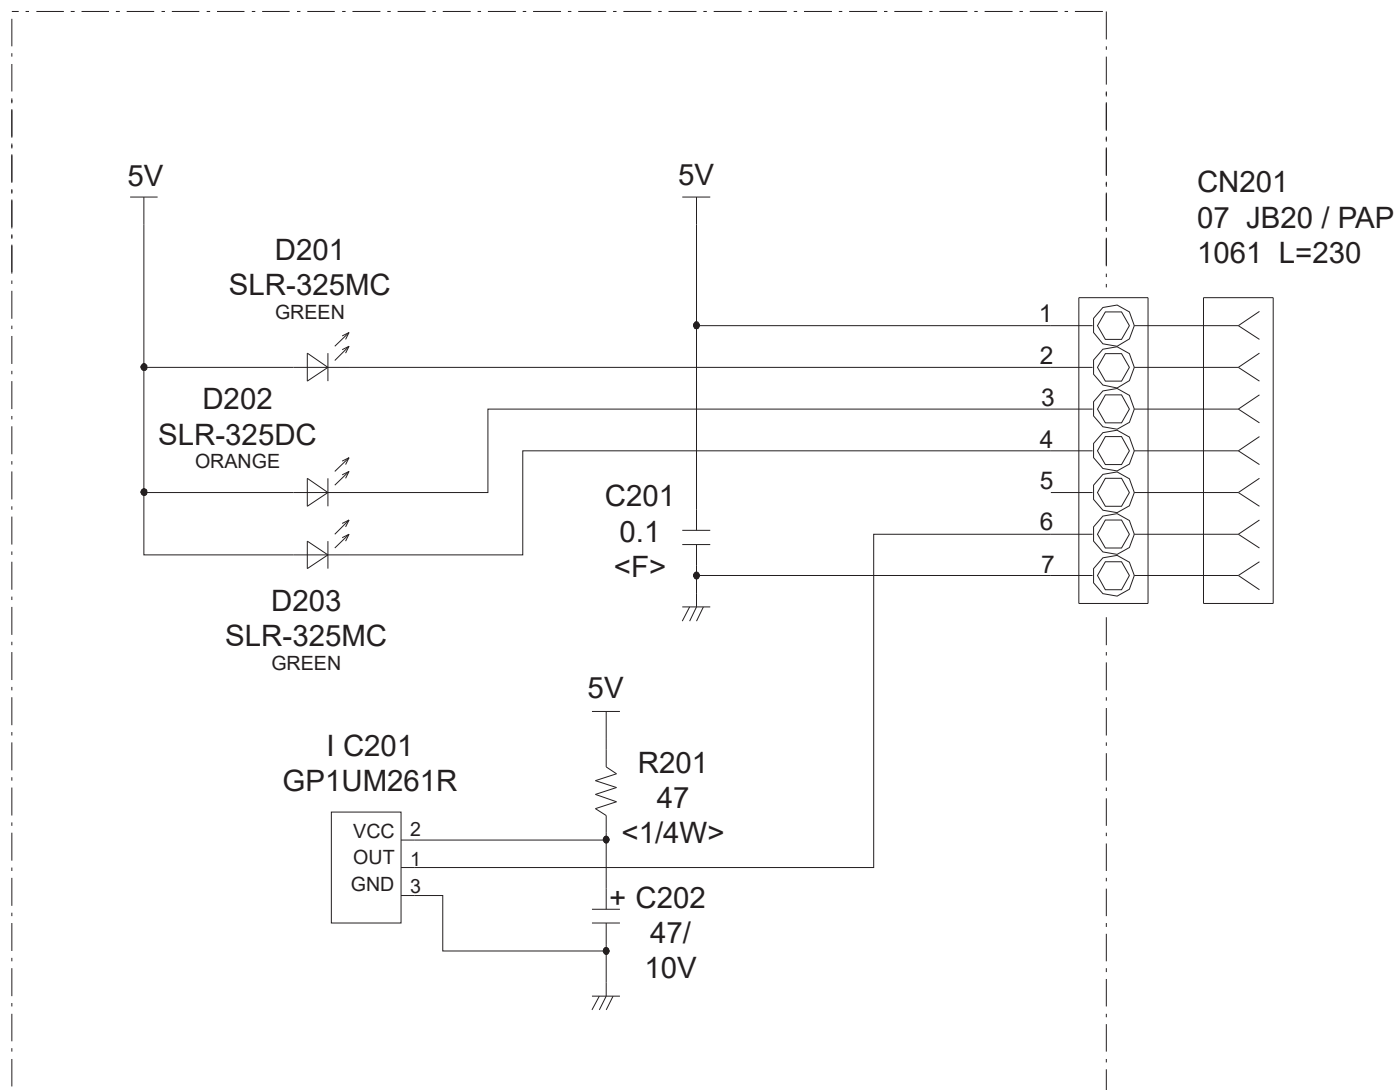 5V
5V
CN201
07 JB20 / PAP
1061 L=230
D201
SLR-325MC
GREEN
1
2
D202
SLR-325DC
ORANGE
3
4
5
C201
0.1
<F>
6
7
D203
SLR-325MC
GREEN
5V
I C201
GP1UM261R
R201
47
<1/4W>
VCC 2
OUT 1
GND 3
+ C202
47/
10V